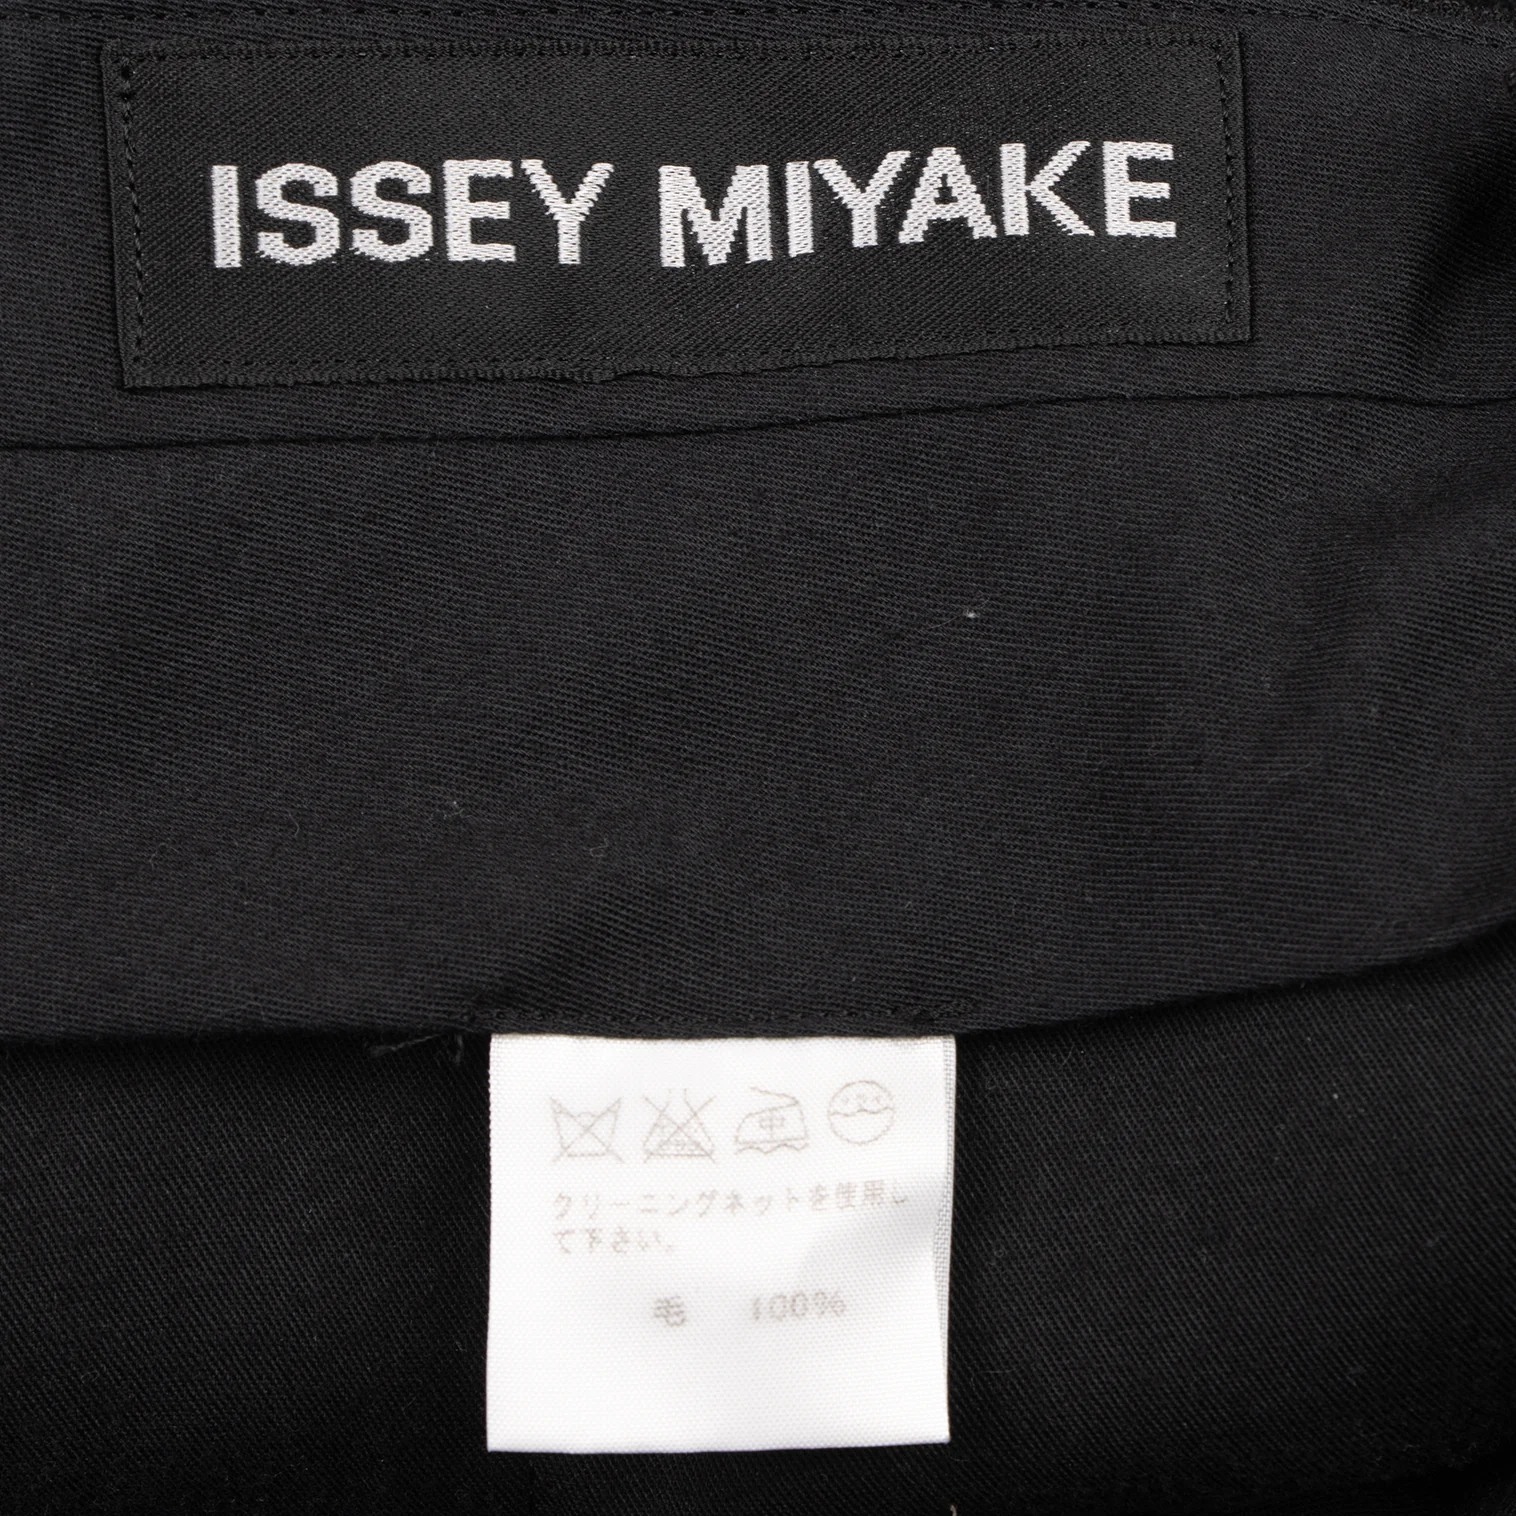 ISSEY MIYAKE
中
クリーニングネットを使用し
て下さい。
毛 100%